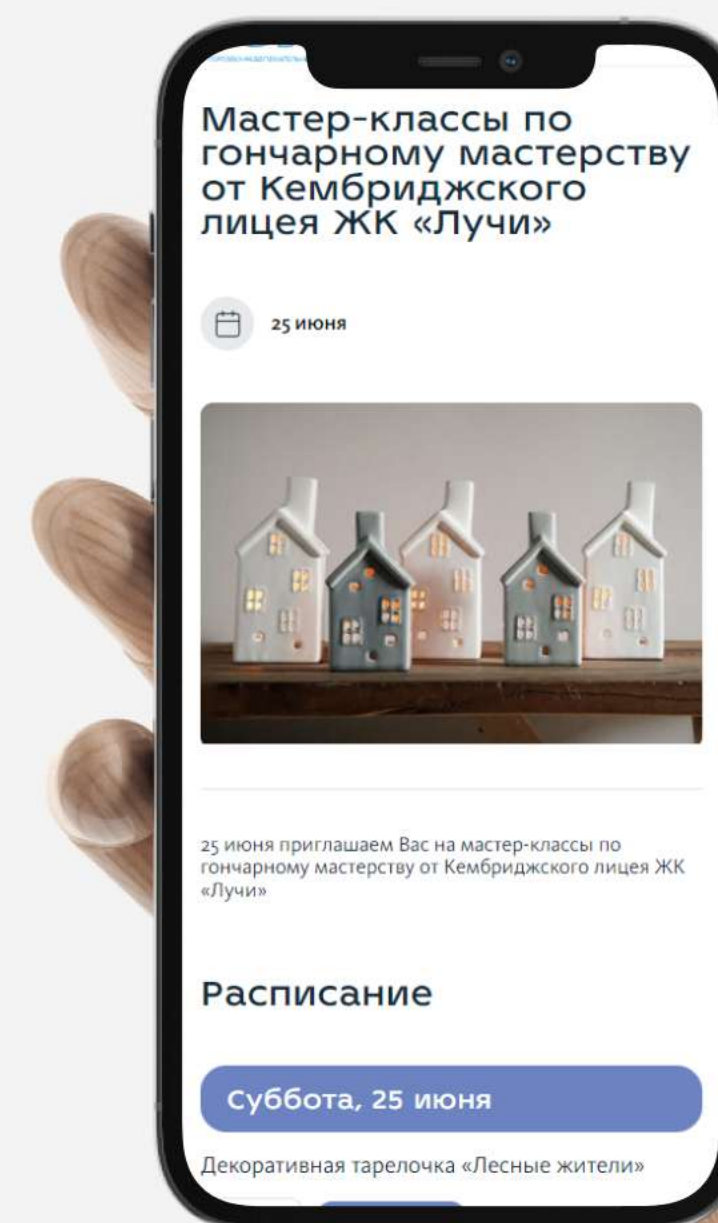 Мастер-классы по
гончарному мастерству
от Кембриджского
лицея ЖК «Лучи»
25 июня
25 июня приглашаем Вас на мастер-классы по
гончарному мастерству от Кембриджского лицея ЖК
«Лучи»
Расписание
Суббота, 25 июня
Декоративная тарелочка «Лесные жители»